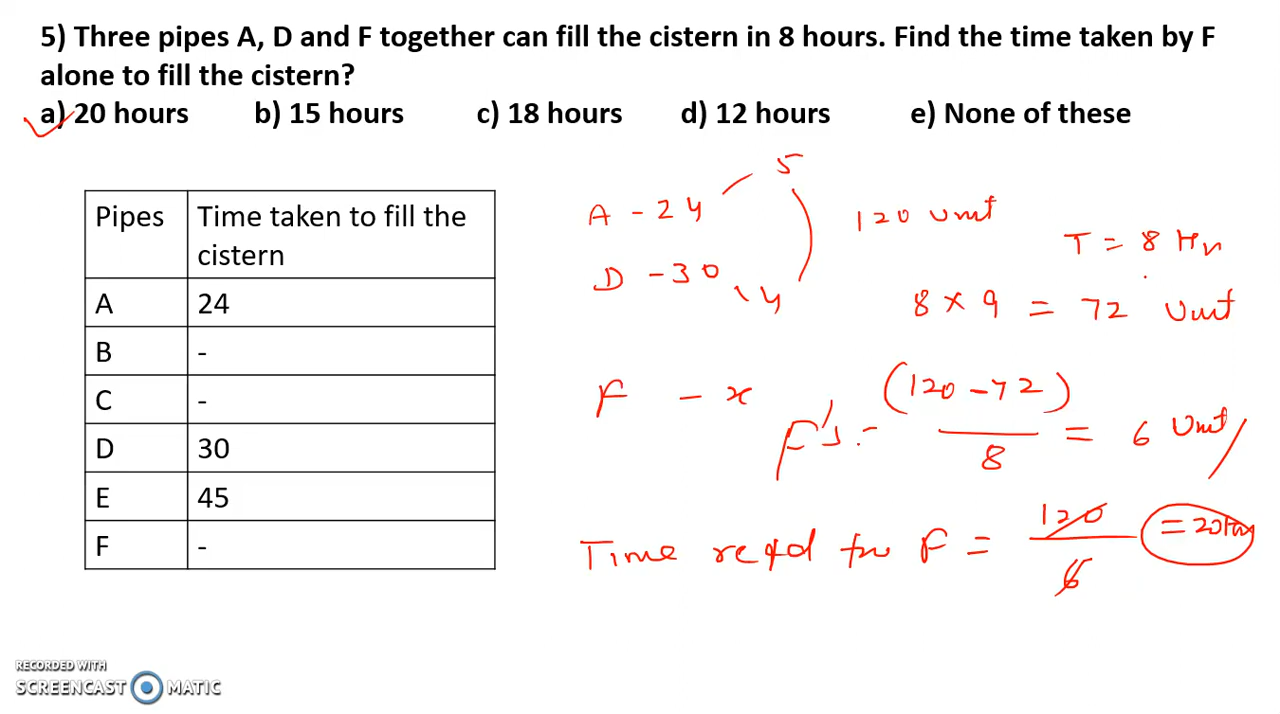 5) Three pipes A, D and F together can fill the cistern in 8 hours. Find the time taken by F
alone to fill the cistern?
a) 20 hours b) 15 hours c) 18 hours d) 12 hours e) None of these
Pipes Time taken to fill the
cistern
A 24
B -
C -
D 30
E 45
F -
5
A - 24
120 unit
D - 30
4
T = 8 Hr
8 × 9 = 72 Unit
F - x
F's = (120 - 72)
8
= 6 Unit
Time reqd for F = 120
6
= 20 hrs
RECORDED WITH
SCREENCAST MATIC